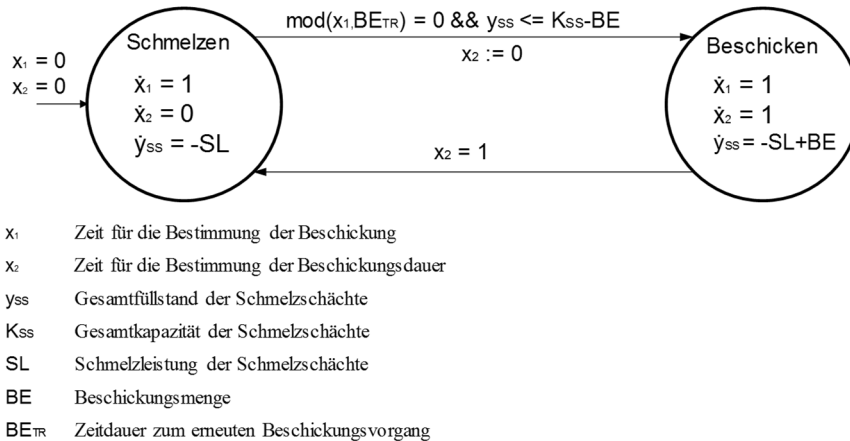 mod(x₁,BE_TR) = 0 && y_SS <= K_SS-BE
x₂ := 0
x₁ = 0
x₂ = 0
Schmelzen
ẋ₁ = 1
ẋ₂ = 0
ẏ_SS = -SL
Beschicken
ẋ₁ = 1
ẋ₂ = 1
ẏ_SS = -SL+BE
x₂ = 1
x₁ Zeit für die Bestimmung der Beschickung
x₂ Zeit für die Bestimmung der Beschickungsdauer
y_SS Gesamtfüllstand der Schmelzschächte
K_SS Gesamtkapazität der Schmelzschächte
SL Schmelzleistung der Schmelzschächte
BE Beschickungsmenge
BE_TR Zeitdauer zum erneuten Beschickungsvorgang